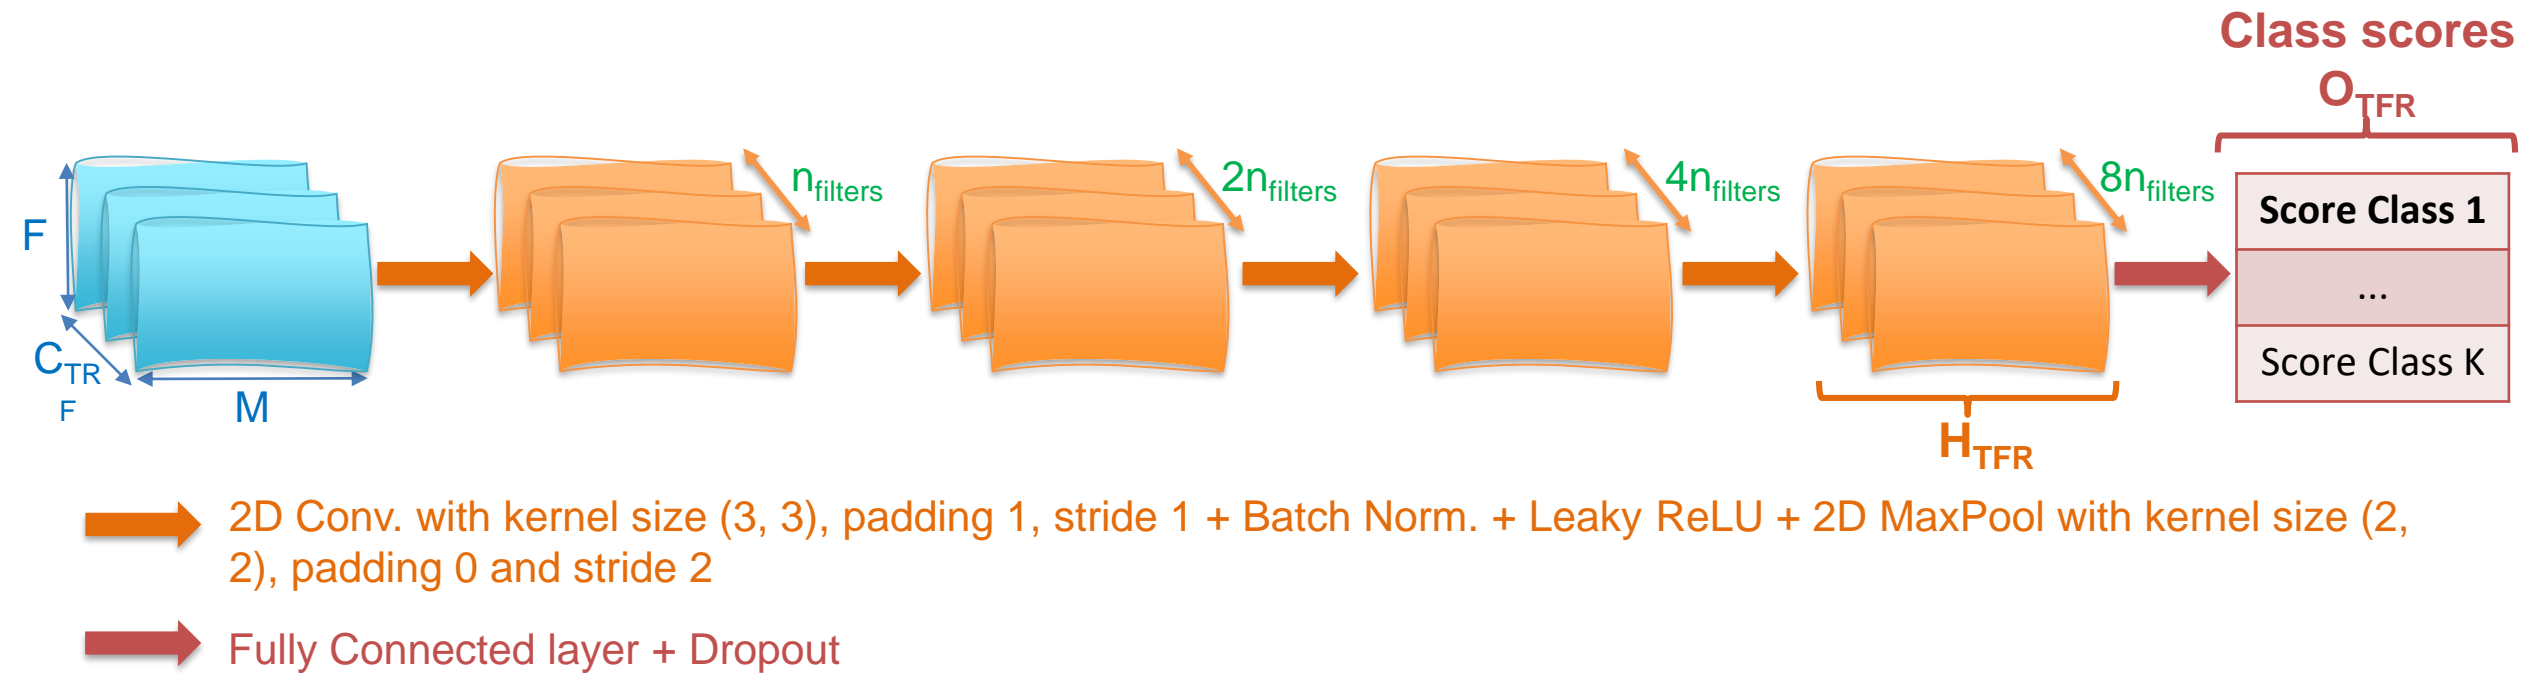 Class scores
O_TFR
n_filters
2n_filters
4n_filters
8n_filters
F
C_TR
F
M
Score Class 1
...
Score Class K
H_TFR
2D Conv. with kernel size (3, 3), padding 1, stride 1 + Batch Norm. + Leaky ReLU + 2D MaxPool with kernel size (2,
2), padding 0 and stride 2
Fully Connected layer + Dropout